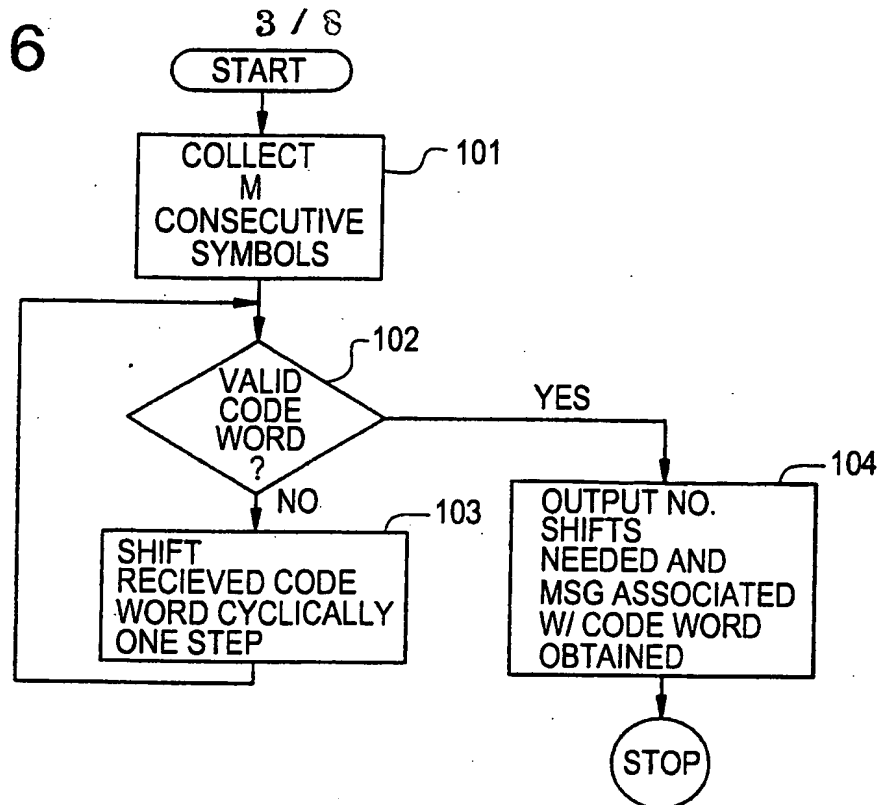 3 / 8
6
START
COLLECT
M
CONSECUTIVE
SYMBOLS
101
VALID
CODE
WORD
?
102
YES
NO
SHIFT
RECIEVED CODE
WORD CYCLICALLY
ONE STEP
103
OUTPUT NO.
SHIFTS
NEEDED AND
MSG ASSOCIATED
W/ CODE WORD
OBTAINED
104
STOP